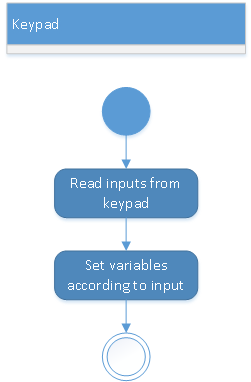 Keypad
Read inputs from
keypad
Set variables
according to input